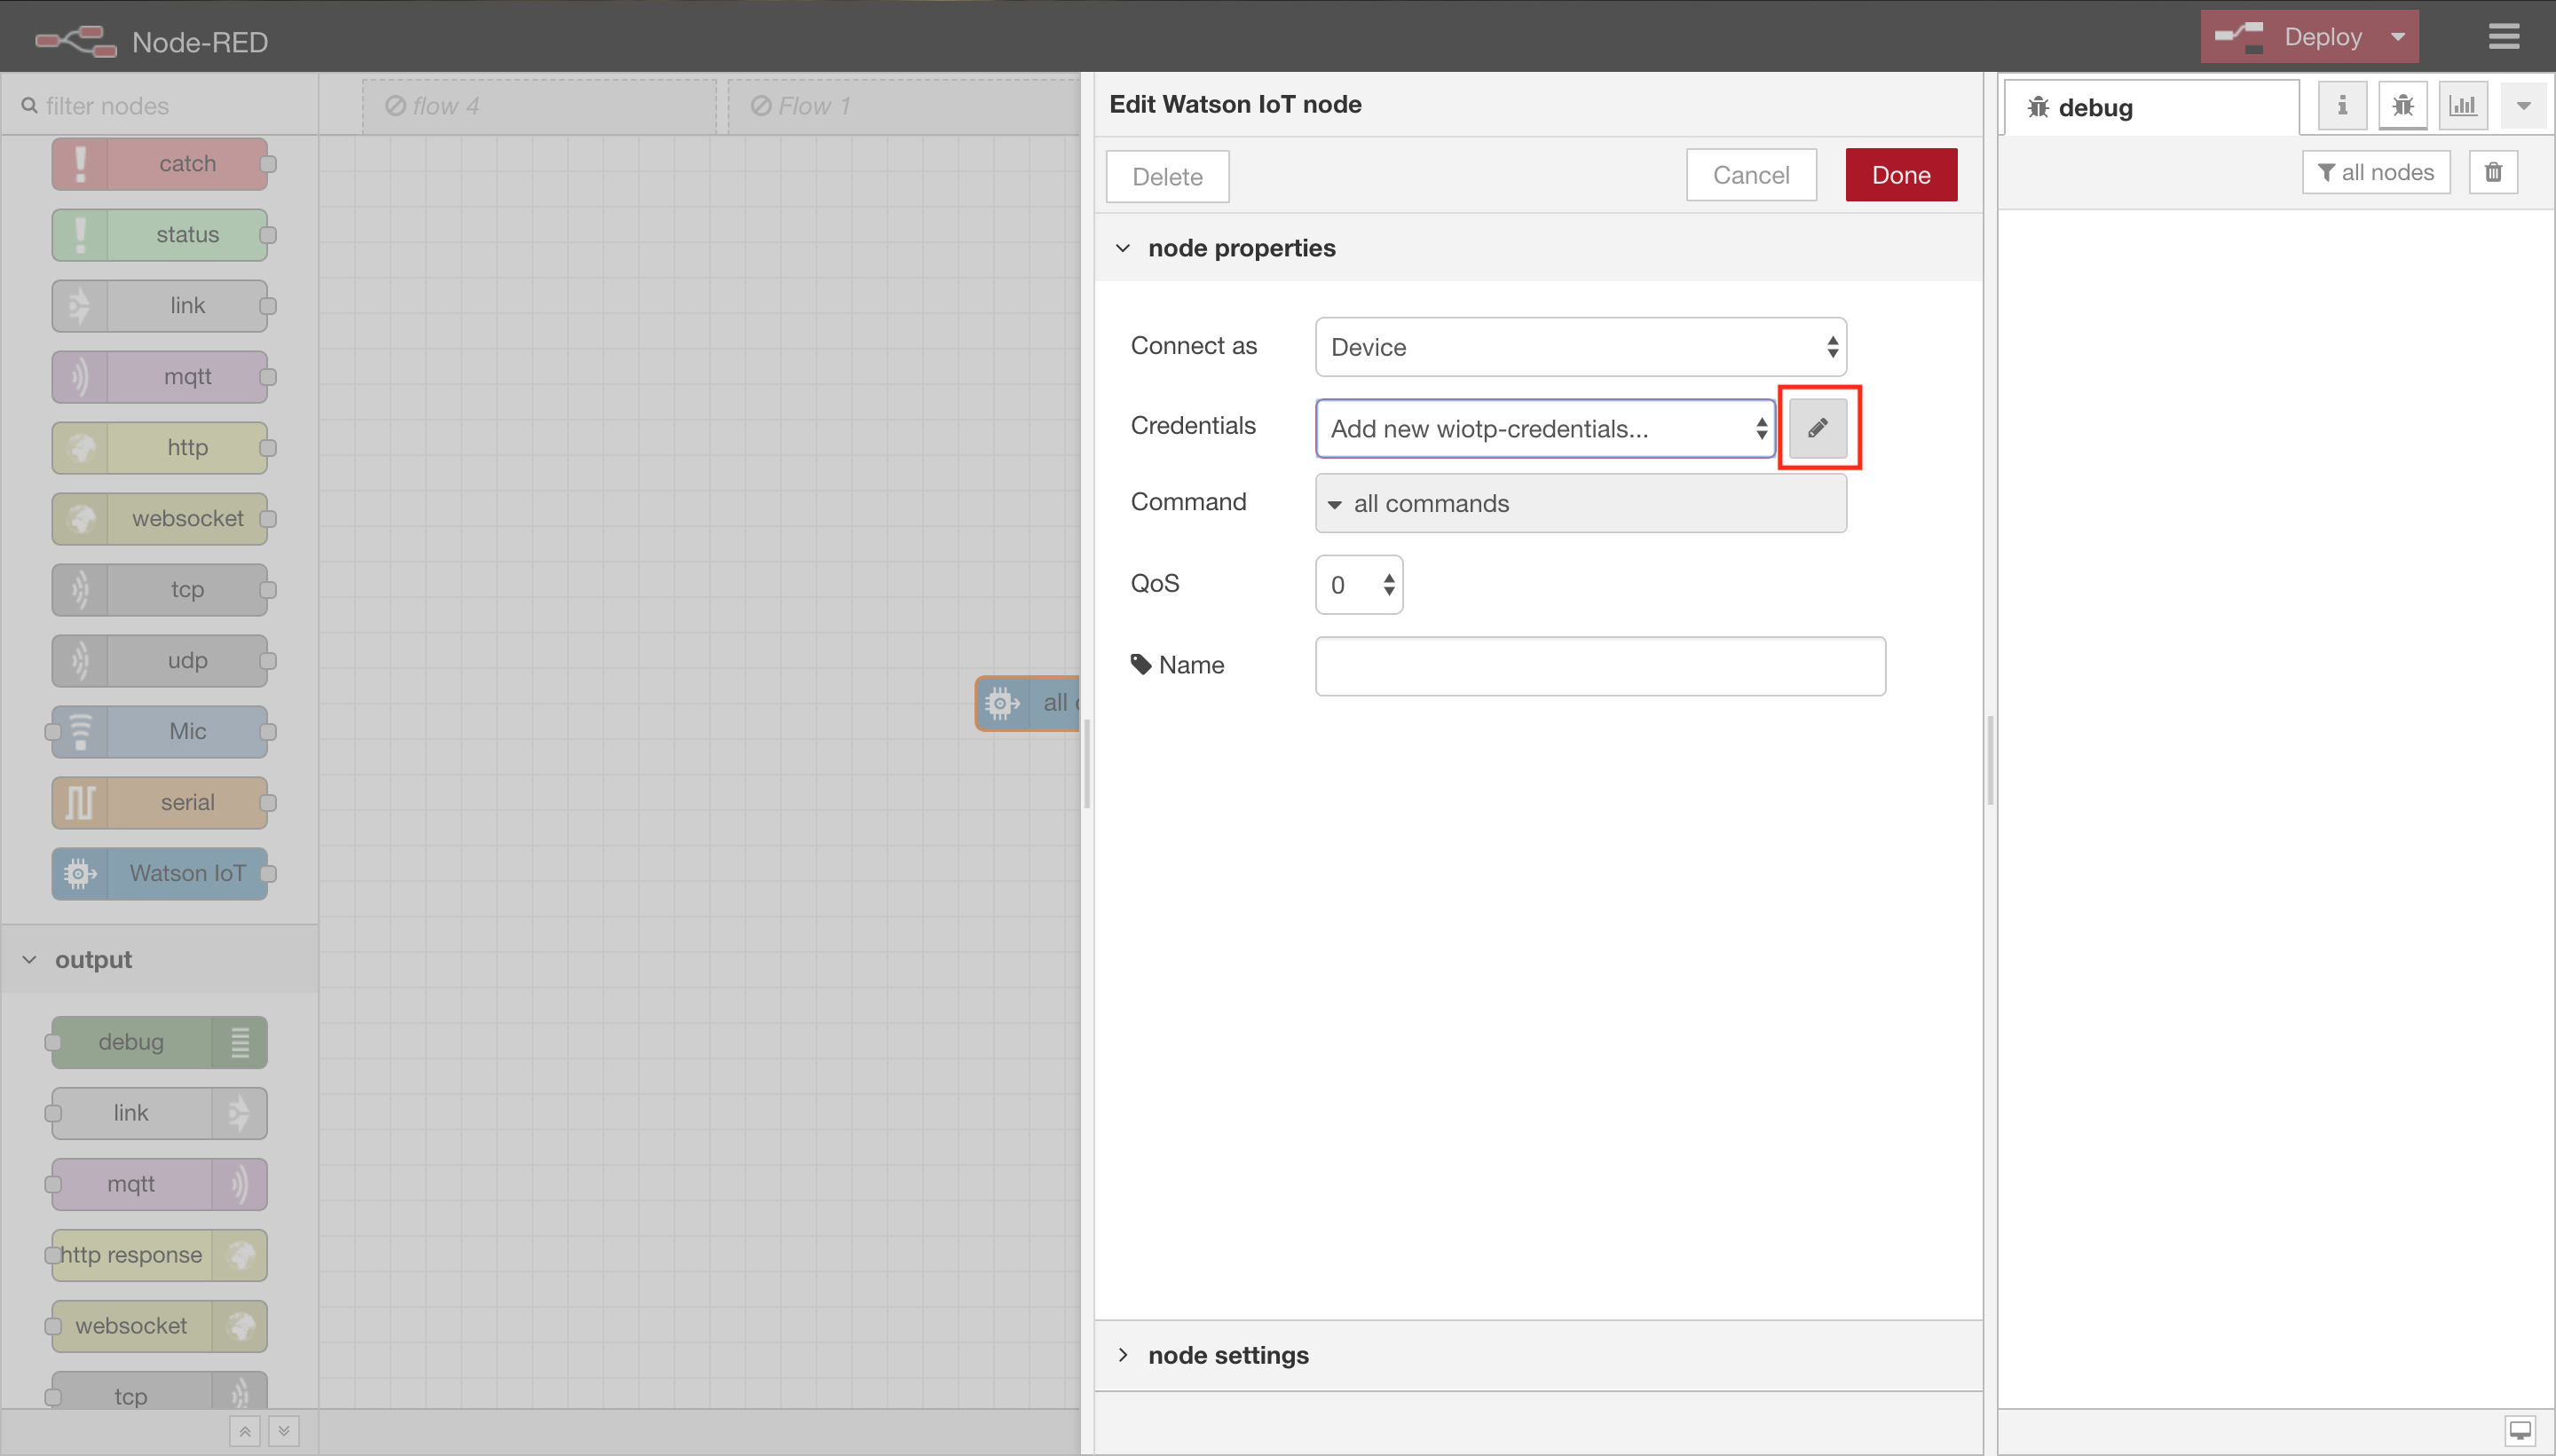 Node-RED
Deploy
filter nodes
flow 4
Flow 1
catch
status
link
mqtt
http
websocket
tcp
udp
Mic
serial
Watson IoT
output
debug
link
mqtt
http response
websocket
tcp
all
Edit Watson IoT node
Delete
Cancel
Done
node properties
Connect as
Device
Credentials
Add new wiotp-credentials...
Command
all commands
QoS
0
Name
node settings
debug
i
all nodes